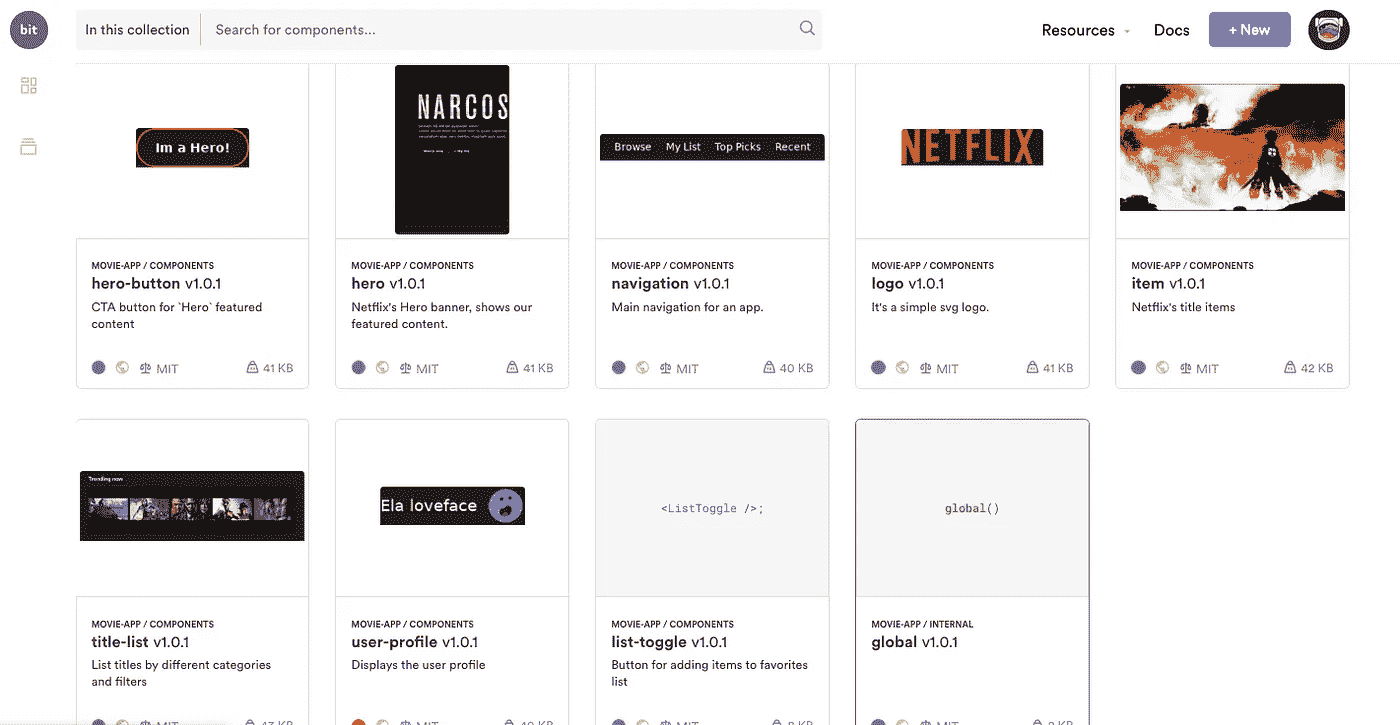 bit
In this collection
Search for components...
Resources
Docs
+ New
Im a Hero!
NARCOS
Browse My List Top Picks Recent
NETFLIX
MOVIE-APP / COMPONENTS
hero-button v1.0.1
CTA button for `Hero` featured
content
MIT
41 KB
MOVIE-APP / COMPONENTS
hero v1.0.1
Netflix's Hero banner, shows our
featured content.
MIT
41 KB
MOVIE-APP / COMPONENTS
navigation v1.0.1
Main navigation for an app.
MIT
40 KB
MOVIE-APP / COMPONENTS
logo v1.0.1
It's a simple svg logo.
MIT
41 KB
MOVIE-APP / COMPONENTS
item v1.0.1
Netflix's title items
MIT
42 KB
Trending now
Ela loveface
<ListToggle />;
global()
MOVIE-APP / COMPONENTS
title-list v1.0.1
List titles by different categories
and filters
MIT
MOVIE-APP / COMPONENTS
user-profile v1.0.1
Displays the user profile
MIT
MOVIE-APP / COMPONENTS
list-toggle v1.0.1
Button for adding items to favorites
list
MIT
MOVIE-APP / INTERNAL
global v1.0.1
MIT